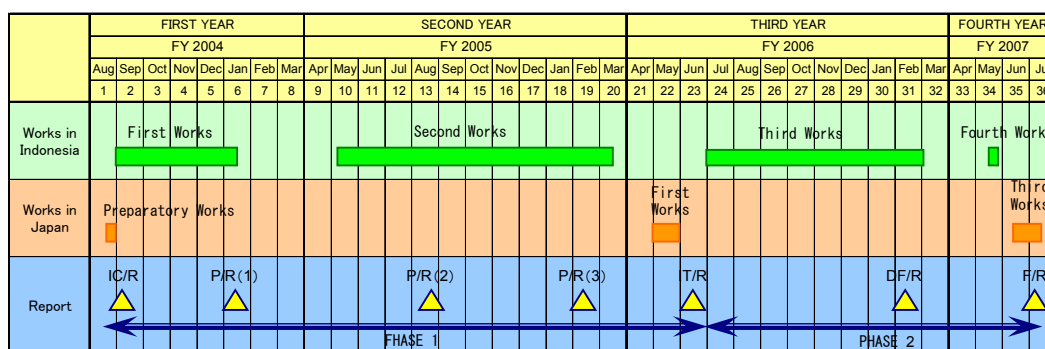 FIRST YEAR SECOND YEAR THIRD YEAR FOURTH YEAR
FY 2004 FY 2005 FY 2006 FY 2007
Aug Sep Oct Nov Dec Jan Feb Mar Apr May Jun Jul Aug Sep Oct Nov Dec Jan Feb Mar Apr May Jun Jul Aug Sep Oct Nov Dec Jan Feb Mar Apr May Jun Ju
1 2 3 4 5 6 7 8 9 10 11 12 13 14 15 16 17 18 19 20 21 22 23 24 25 26 27 28 29 30 31 32 33 34 35 36
Works in
Indonesia
First Works Second Works Third Works Fourth Work
Works in
Japan
Preparatory Works
First
Works
Third
Works
Report
IC/R P/R(1) P/R(2) P/R(3) IT/R DF/R F/R
FHASE 1 PHASE 2